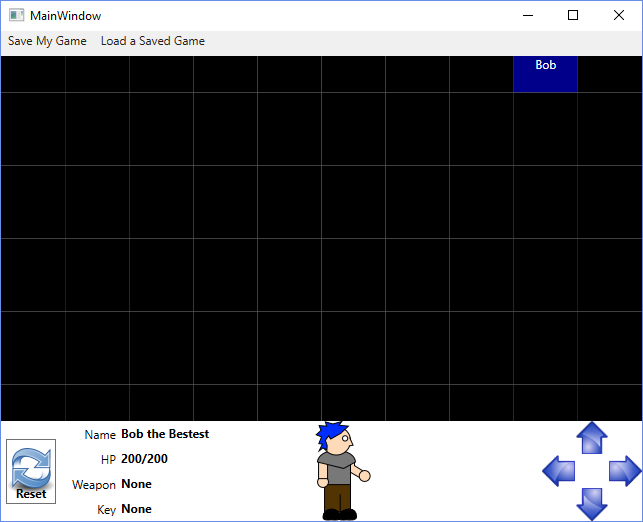 MainWindow
Save My Game Load a Saved Game
Bob
Name Bob the Bestest
HP 200/200
Weapon None
Key None
Reset